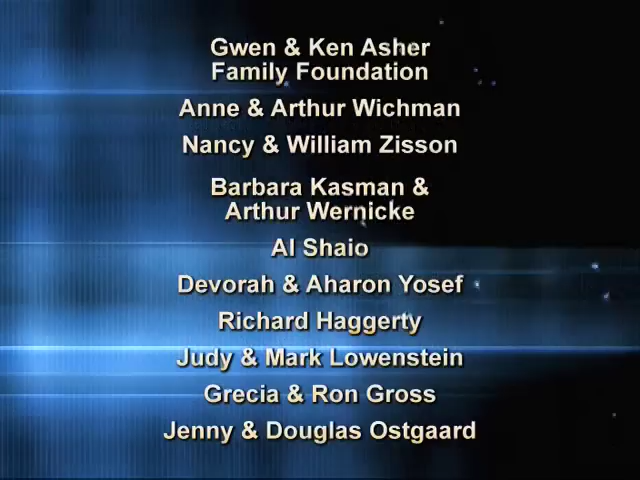 Gwen & Ken Asher
Family Foundation
Anne & Arthur Wichman
Nancy & William Zisson
Barbara Kasman &
Arthur Wernicke
Al Shaio
Devorah & Aharon Yosef
Richard Haggerty
Judy & Mark Lowenstein
Grecia & Ron Gross
Jenny & Douglas Ostgaard